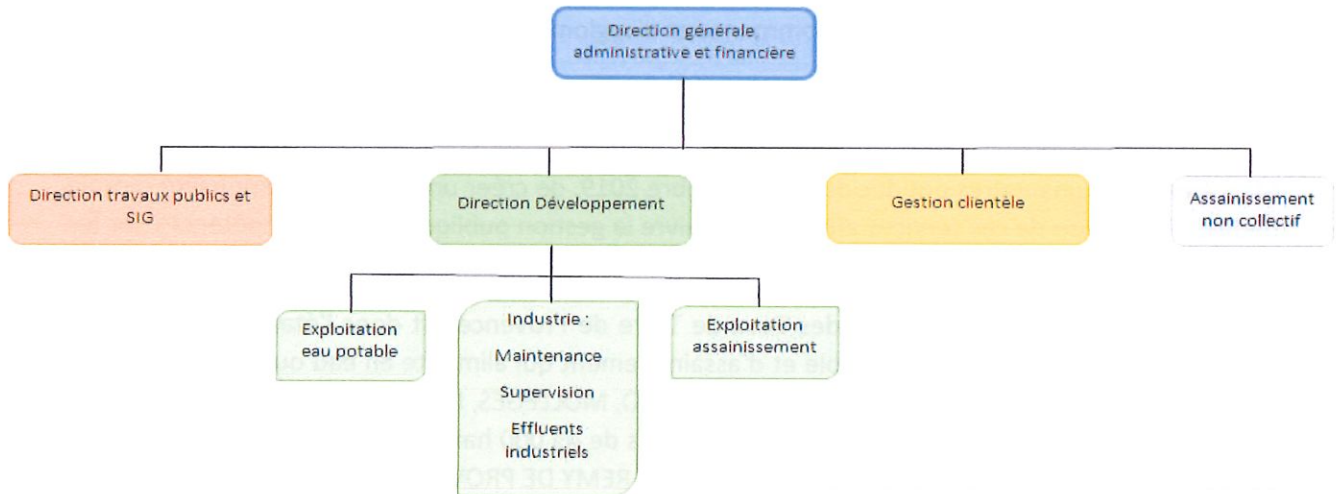 Direction générale,
administrative et financière
Direction travaux publics et
SIG
Direction Développement
Gestion clientèle
Assainissement
non collectif
Exploitation
eau potable
Industrie :
Maintenance
Supervision
Effluents
industriels
Exploitation
assainissement